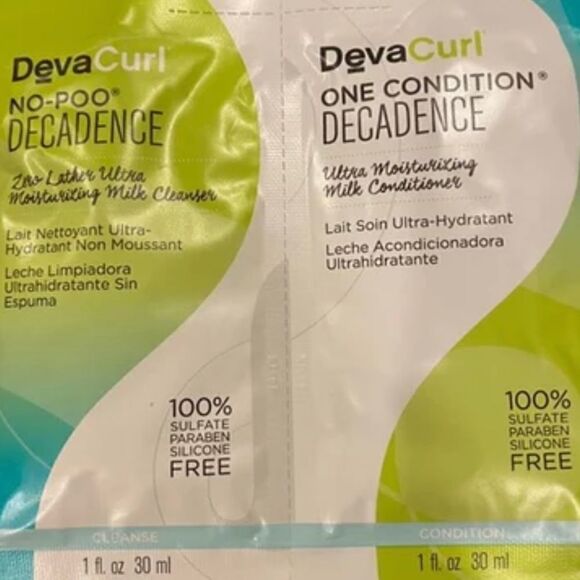 DevaCurl
NO-POO®
DECADENCE
Zero Lather Ultra
Moisturizing Milk Cleanser
Lait Nettoyant Ultra-
Hydratant Non Moussant
Leche Limpiadora
Ultrahidratante Sin
Espuma
100%
SULFATE
PARABEN
SILICONE
FREE
CLEANSE
1 fl. oz 30 ml
DevaCurl
ONE CONDITION®
DECADENCE
Ultra Moisturizing
Milk Conditioner
Lait Soin Ultra-Hydratant
Leche Acondicionadora
Ultrahidratante
100%
SULFATE
PARABEN
SILICONE
FREE
CONDITION
1 fl. oz 30 ml